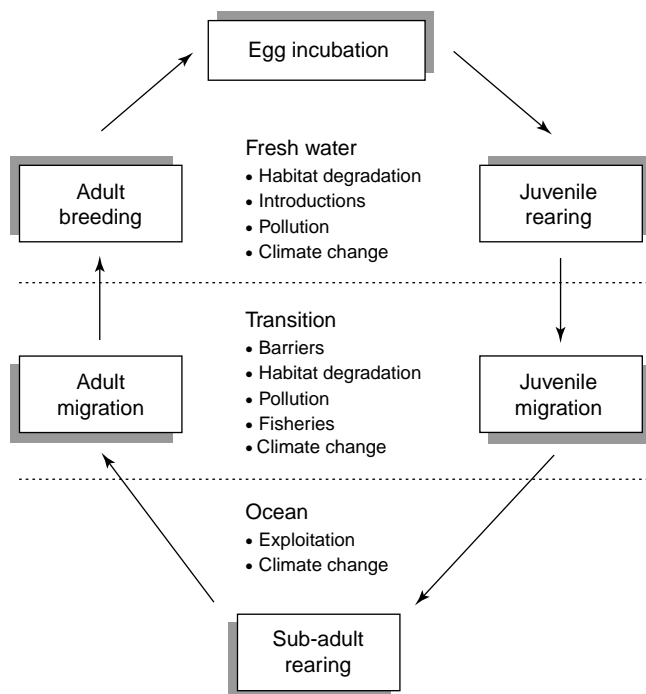 Egg incubation
Fresh water
• Habitat degradation
• Introductions
• Pollution
• Climate change
Adult
breeding
Juvenile
rearing
Transition
• Barriers
• Habitat degradation
• Pollution
• Fisheries
• Climate change
Adult
migration
Juvenile
migration
Ocean
• Exploitation
• Climate change
Sub-adult
rearing